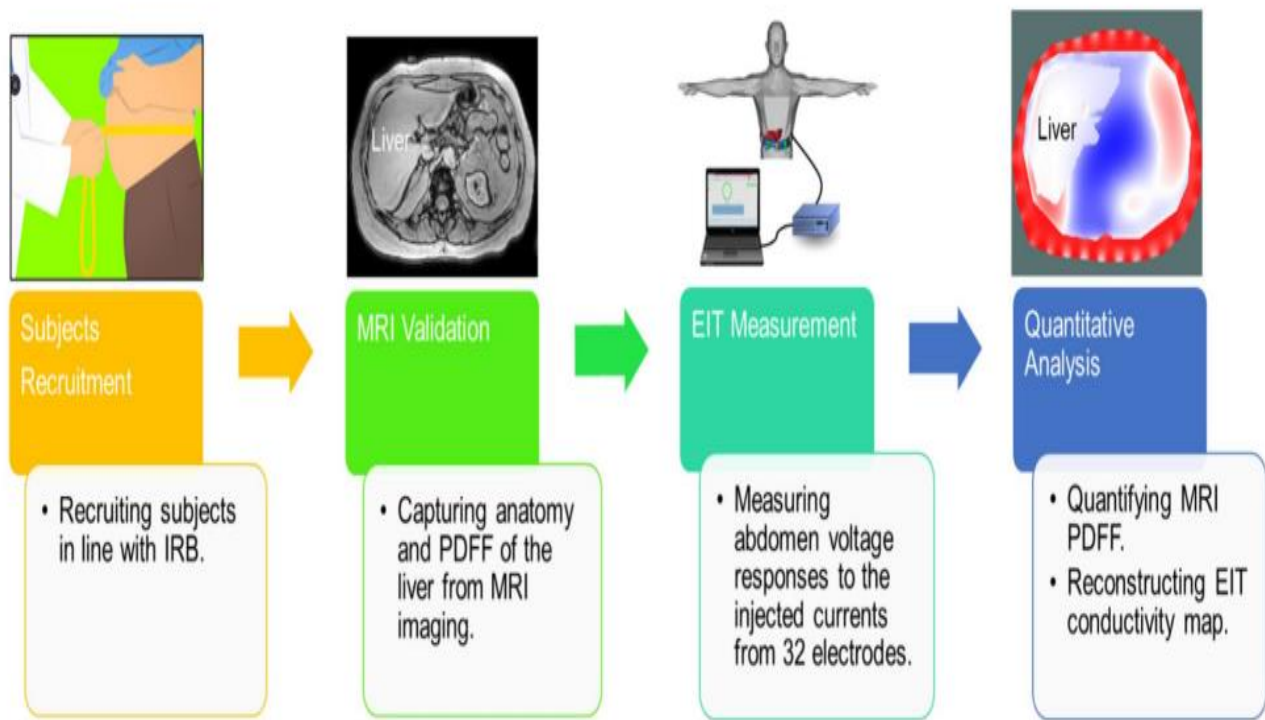 Liver
Liver
Subjects
Recruitment
• Recruiting subjects
in line with IRB.
MRI Validation
• Capturing anatomy
and PDFF of the
liver from MRI
imaging.
EIT Measurement
• Measuring
abdomen voltage
responses to the
injected currents
from 32 electrodes.
Quantitative
Analysis
• Quantifying MRI
PDFF.
• Reconstructing EIT
conductivity map.